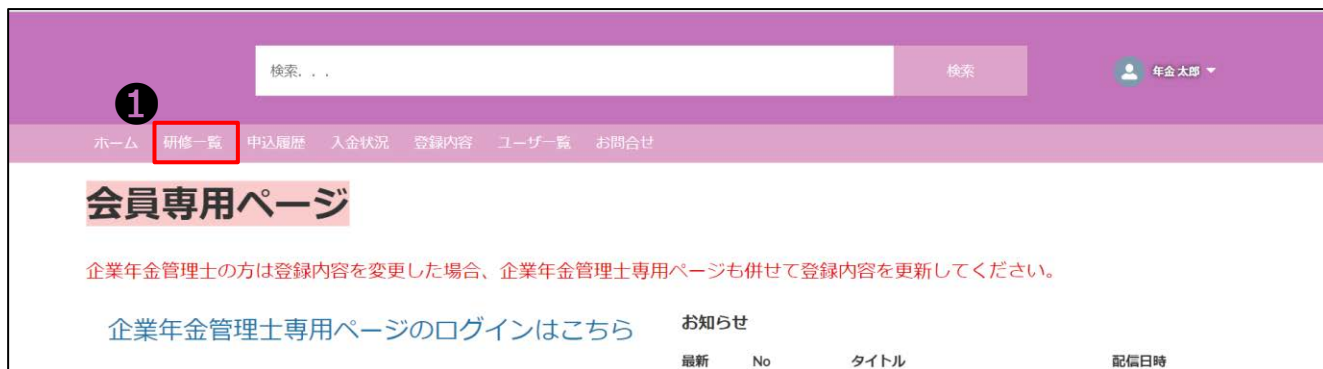 検索. . .
検索
年金 太郎
❶
ホーム 研修一覧 申込履歴 入金状況 登録内容 ユーザ一覧 お問合せ
会員専用ページ
企業年金管理士の方は登録内容を変更した場合、企業年金管理士専用ページも併せて登録内容を更新してください。
企業年金管理士専用ページのログインはこちら
お知らせ
最新 No タイトル 配信日時